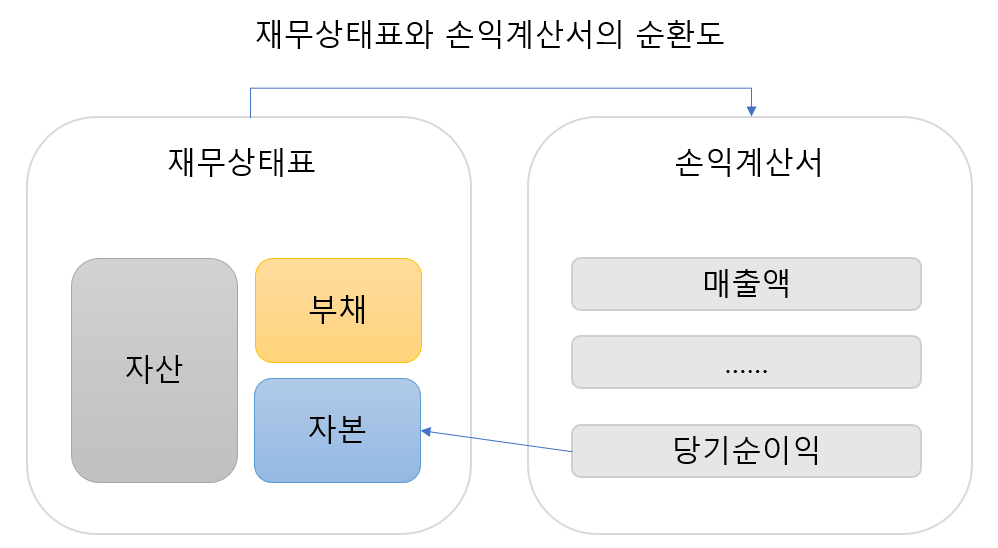 재무상태표와 손익계산서의 순환도
재무상태표
자산
부채
자본
손익계산서
매출액
......
당기순이익